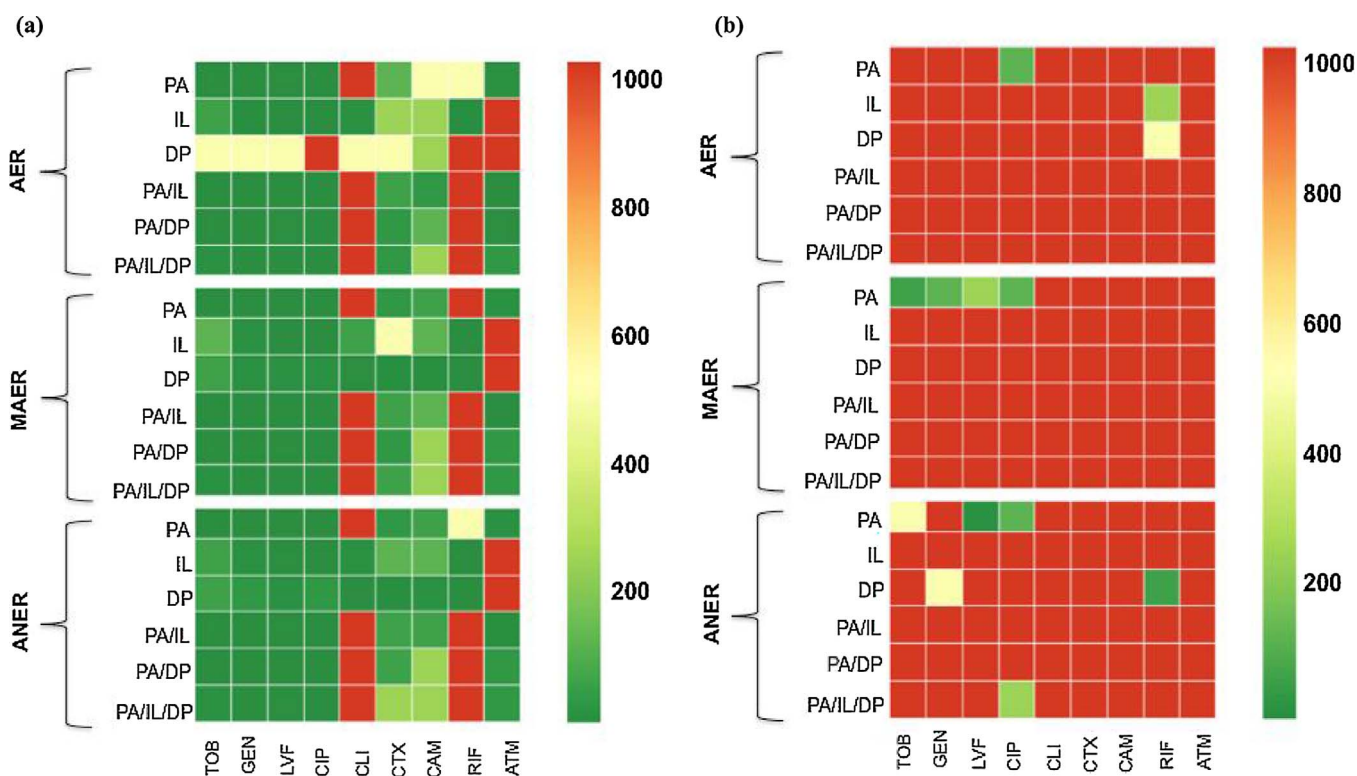 (a)
AER
PA
IL
DP
PA/IL
PA/DP
PA/IL/DP
MAER
PA
IL
DP
PA/IL
PA/DP
PA/IL/DP
ANER
PA
IL
DP
PA/IL
PA/DP
PA/IL/DP
TOB GEN LVF CIP CLI CTX CAM RIF ATM
1000
800
600
400
200
(b)
AER
PA
IL
DP
PA/IL
PA/DP
PA/IL/DP
MAER
PA
IL
DP
PA/IL
PA/DP
PA/IL/DP
ANER
PA
IL
DP
PA/IL
PA/DP
PA/IL/DP
TOB GEN LVF CIP CLI CTX CAM RIF ATM
1000
800
600
400
200